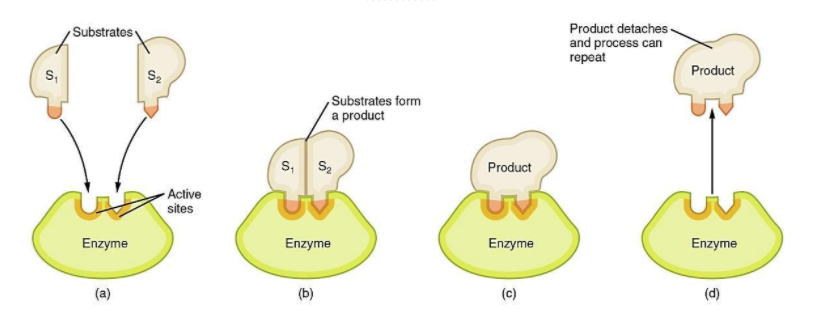 Substrates
S1
S2
Active
sites
Enzyme
(a)
Substrates form
a product
S1
S2
Enzyme
(b)
Product
Enzyme
(c)
Product detaches
and process can
repeat
Product
Enzyme
(d)